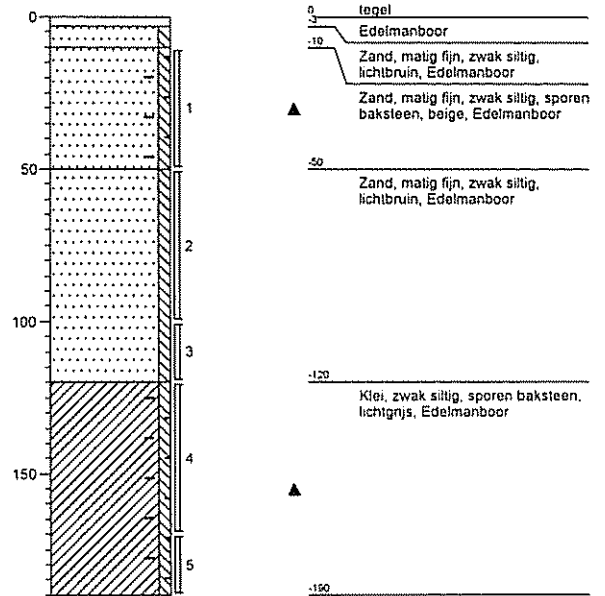 0
50
100
150
1
2
3
4
5
0 tegel
-3
Edelmanboor
-10
Zand, matig fijn, zwak siltig,
lichtbruin, Edelmanboor
Zand, matig fijn, zwak siltig, sporen
baksteen, beige, Edelmanboor
-50
Zand, matig fijn, zwak siltig,
lichtbruin, Edelmanboor
-120
Klei, zwak siltig, sporen baksteen,
lichtgrijs, Edelmanboor
-190